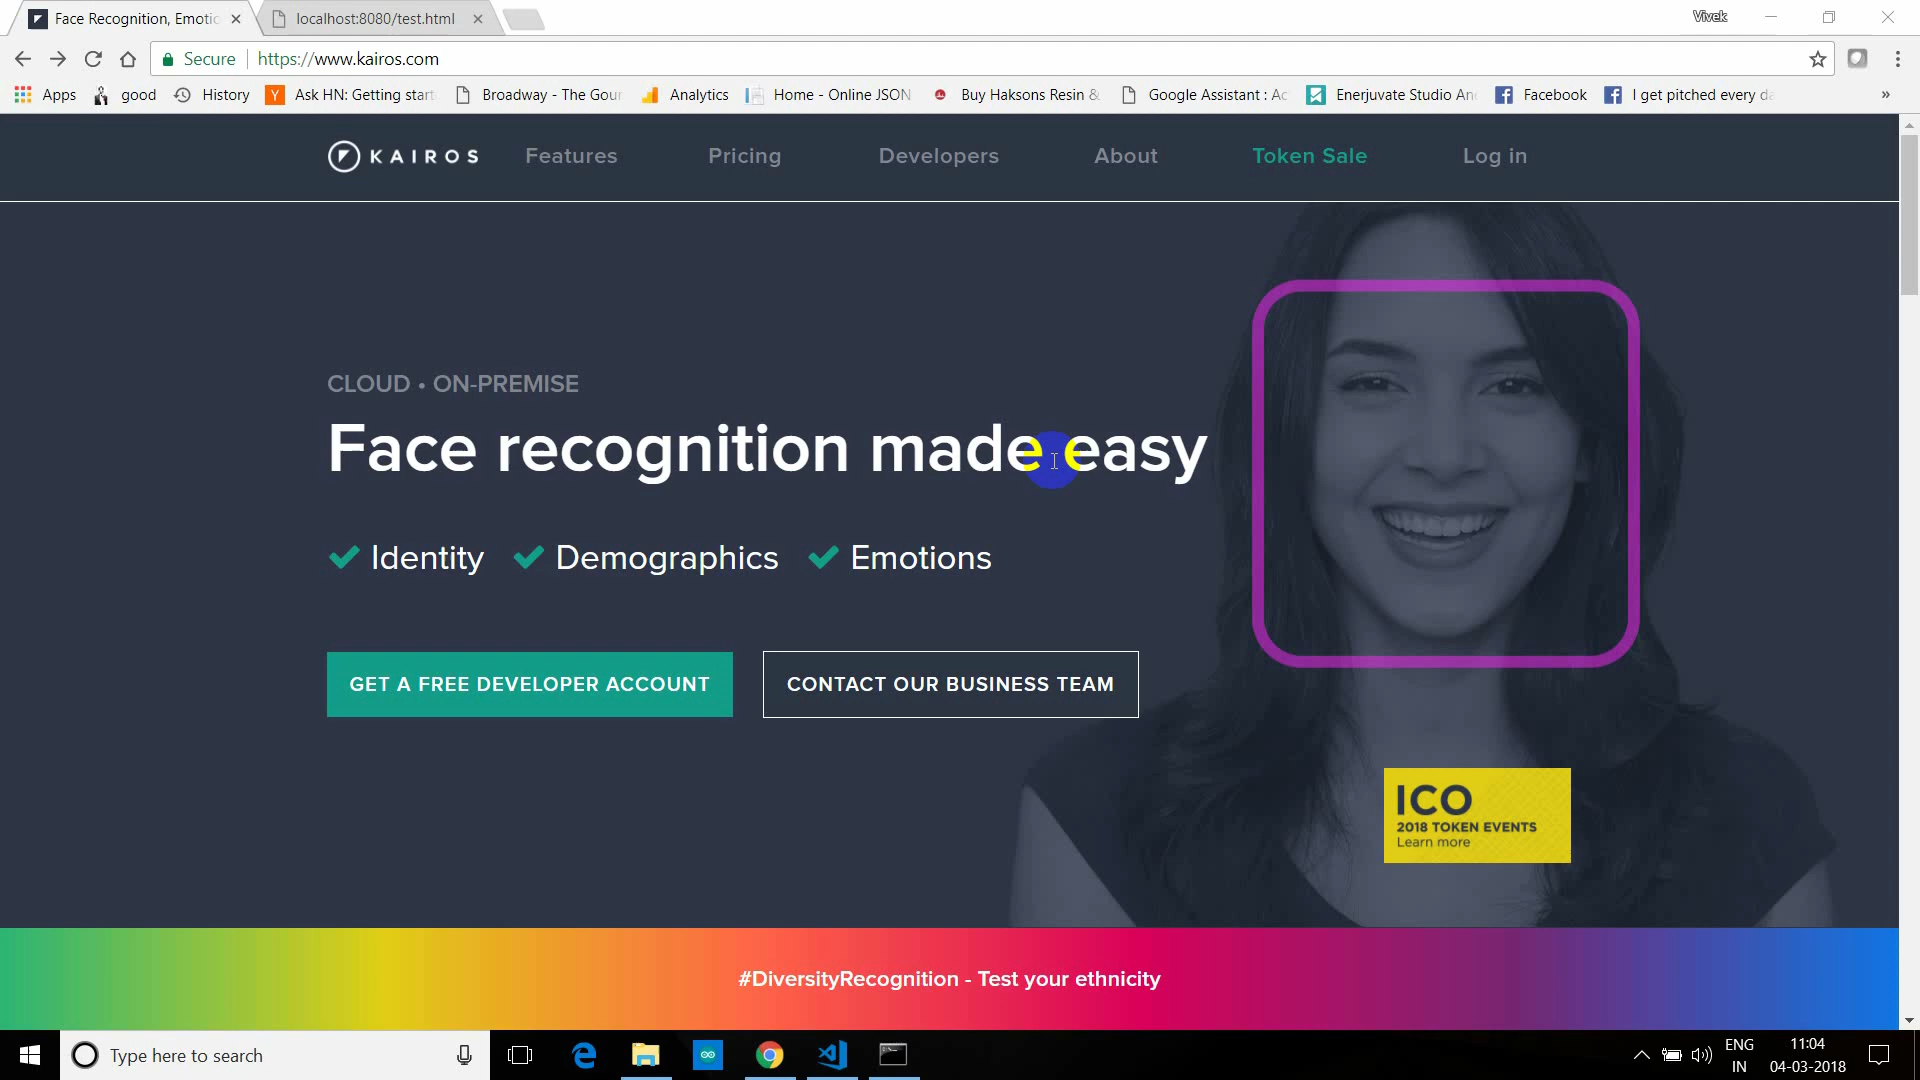 Face Recognition, Emotio
localhost:8080/test.html
Vivek
Secure
https://www.kairos.com
Apps
good
History
Ask HN: Getting start
Broadway - The Gour
Analytics
Home - Online JSON
Buy Haksons Resin &
Google Assistant : Ac
Enerjuvate Studio An
Facebook
I get pitched every da
»
KAIROS
Features
Pricing
Developers
About
Token Sale
Log in
CLOUD • ON-PREMISE
Face recognition made easy
Identity
Demographics
Emotions
GET A FREE DEVELOPER ACCOUNT
CONTACT OUR BUSINESS TEAM
ICO
2018 TOKEN EVENTS
Learn more
#DiversityRecognition - Test your ethnicity
Type here to search
ENG
IN
11:04
04-03-2018